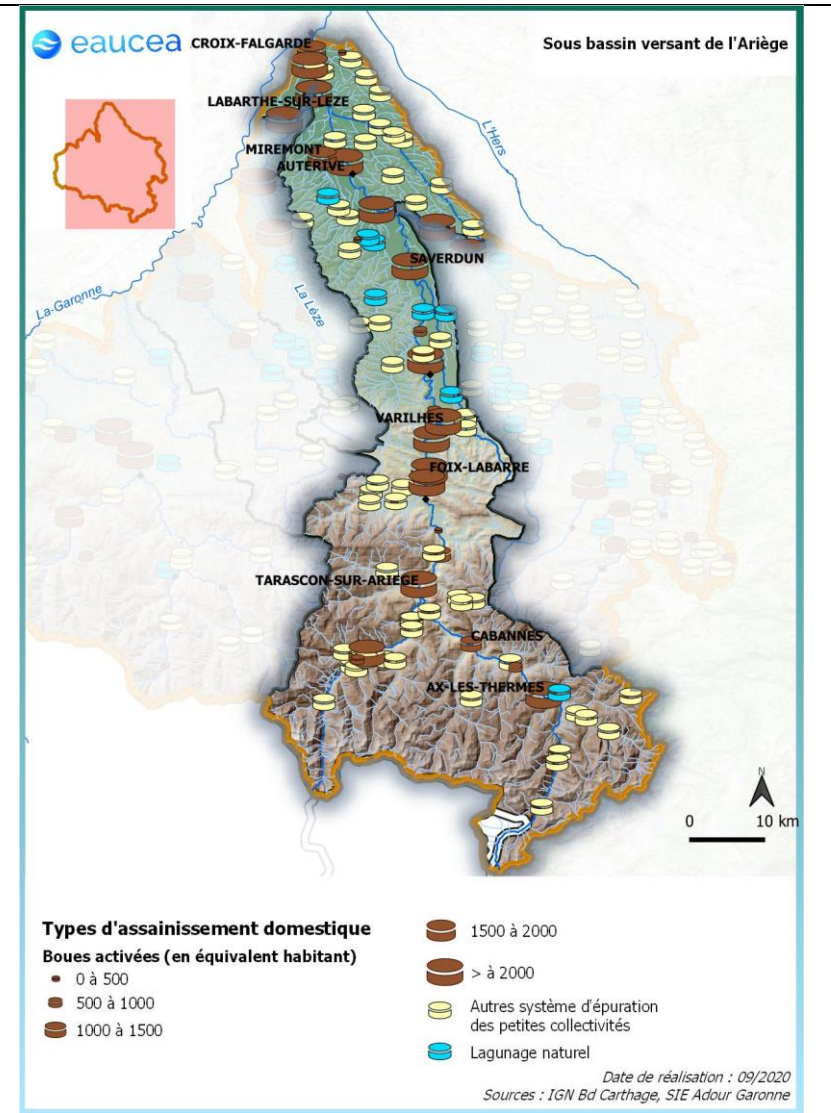 eaucea
Sous bassin versant de l'Ariège
CROIX-FALGARDE
LABARTHE-SUR-LEZE
MIREMONT
AUTERIVE
L'Hers
SAVERDUN
La-Garonne
La Lèze
VARILHES
FOIX-LABARRE
TARASCON-SUR-ARIEGE
CABANNES
AX-LES-THERMES
N
0 10 km
Types d'assainissement domestique
Boues activées (en équivalent habitant)
0 à 500
500 à 1000
1000 à 1500
1500 à 2000
> à 2000
Autres système d'épuration
des petites collectivités
Lagunage naturel
Date de réalisation : 09/2020
Sources : IGN Bd Carthage, SIE Adour Garonne